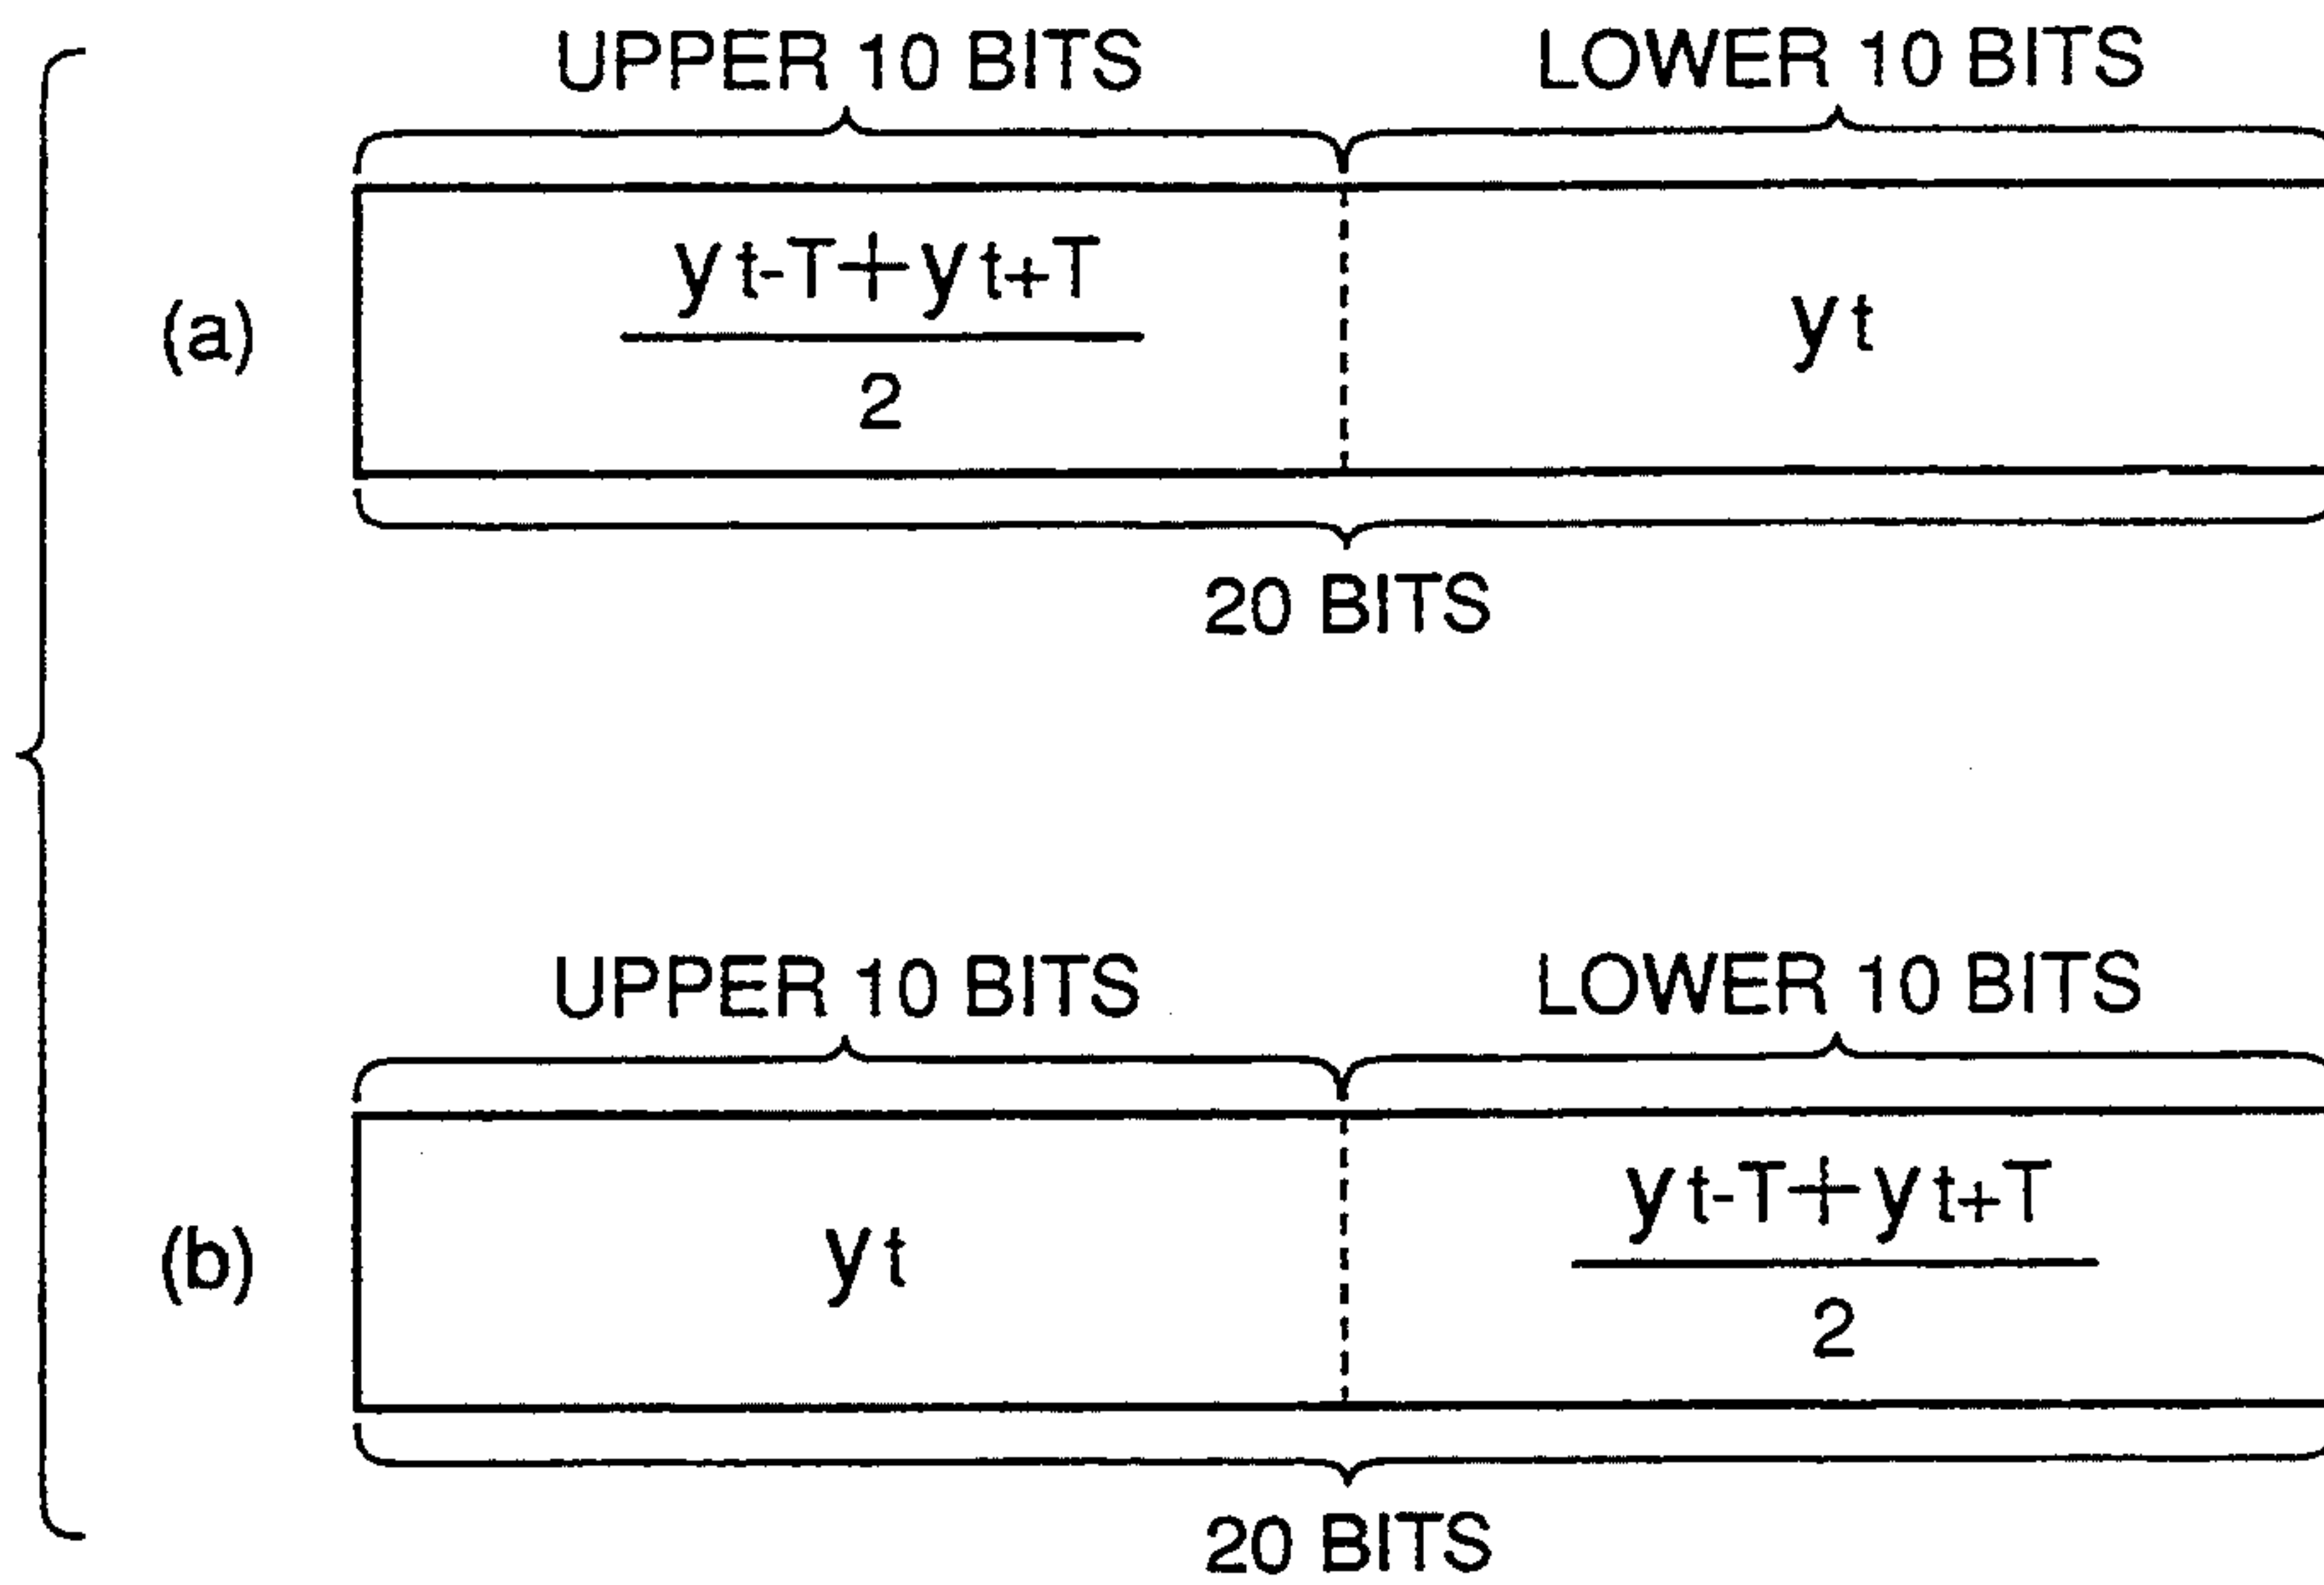 UPPER 10 BITS LOWER 10 BITS
(a) yt-T+yt+T / 2 yt
20 BITS
UPPER 10 BITS LOWER 10 BITS
(b) yt yt-T+yt+T / 2
20 BITS